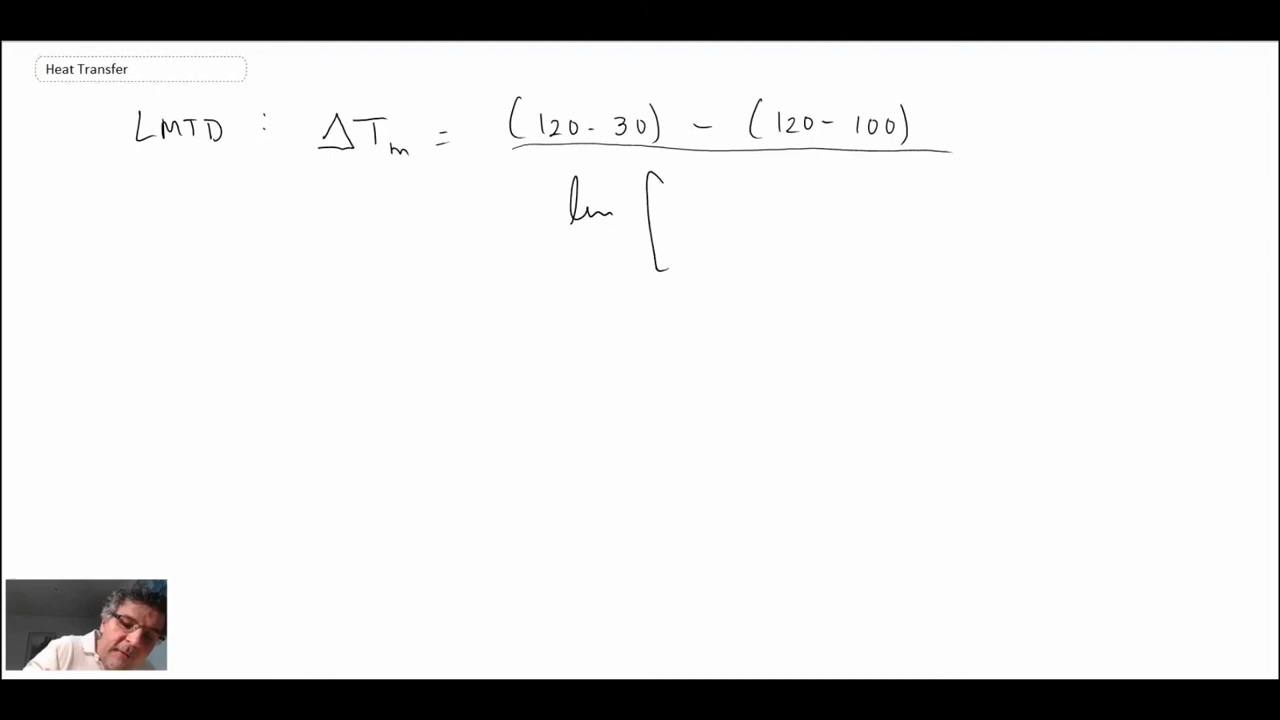 Heat Transfer
LMTD : ΔTm = (120 - 30) - (120 - 100)
ln [